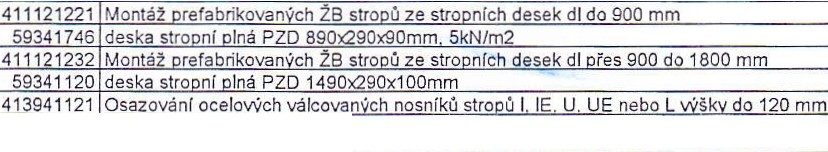 411121221 Montáž prefabrikovaných ŽB stropů ze stropních desek dl do 900 mm
59341746 deska stropní plná PZD 890x290x90mm, 5kN/m2
411121232 Montáž prefabrikovaných ŽB stropů ze stropních desek dl přes 900 do 1800 mm
59341120 deska stropní plná PZD 1490x290x100mm
413941121 Osazování ocelových válcovaných nosníků stropů I, IE, U, UE nebo L výšky do 120 mm